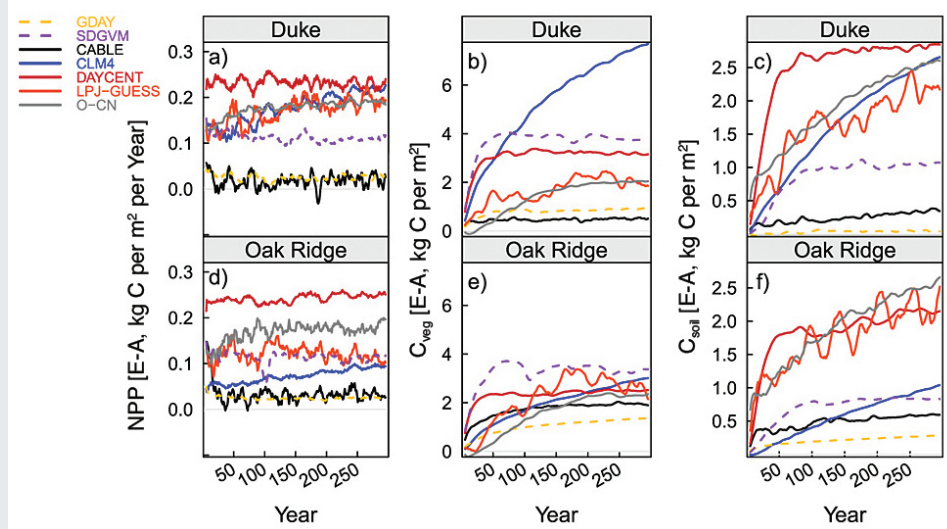 GDAY
SDGVM
CABLE
CLM4
DAYCENT
LPJ-GUESS
O-CN
Duke
Duke
Duke
a)
b)
c)
0.3
0.2
0.1
0.0
6
4
2
0
2.5
2.0
1.5
1.0
0.5
Oak Ridge
Oak Ridge
Oak Ridge
d)
e)
f)
0.3
0.2
0.1
0.0
6
4
2
0
2.5
2.0
1.5
1.0
0.5
NPP [E-A, kg C per m² per Year]
Cveg [E-A, kg C per m²]
Csoil [E-A, kg C per m²]
50 100 150 200 250
50 100 150 200 250
50 100 150 200 250
Year
Year
Year